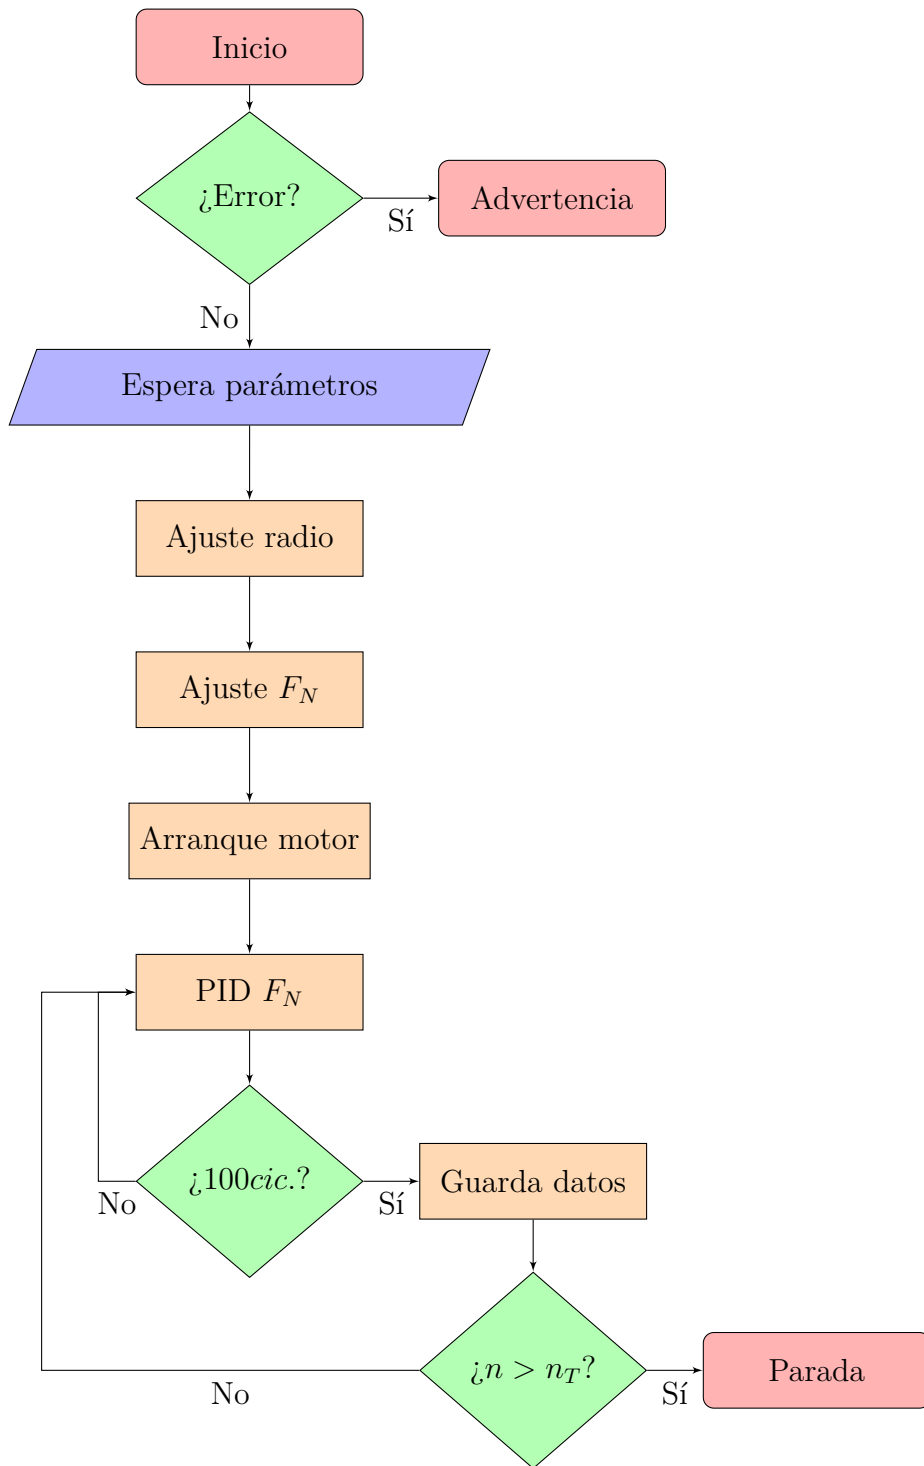 Inicio
¿Error?
Sí
Advertencia
No
Espera parámetros
Ajuste radio
Ajuste $F_N$
Arranque motor
PID $F_N$
¿100cic.?
No
Sí
Guarda datos
¿n > $n_T$?
No
Sí
Parada